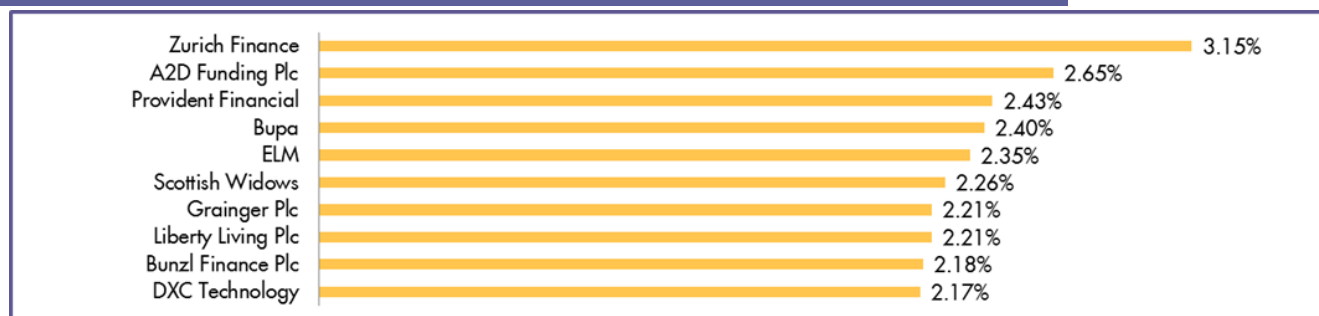 Zurich Finance 3.15%
A2D Funding Plc 2.65%
Provident Financial 2.43%
Bupa 2.40%
ELM 2.35%
Scottish Widows 2.26%
Grainger Plc 2.21%
Liberty Living Plc 2.21%
Bunzl Finance Plc 2.18%
DXC Technology 2.17%